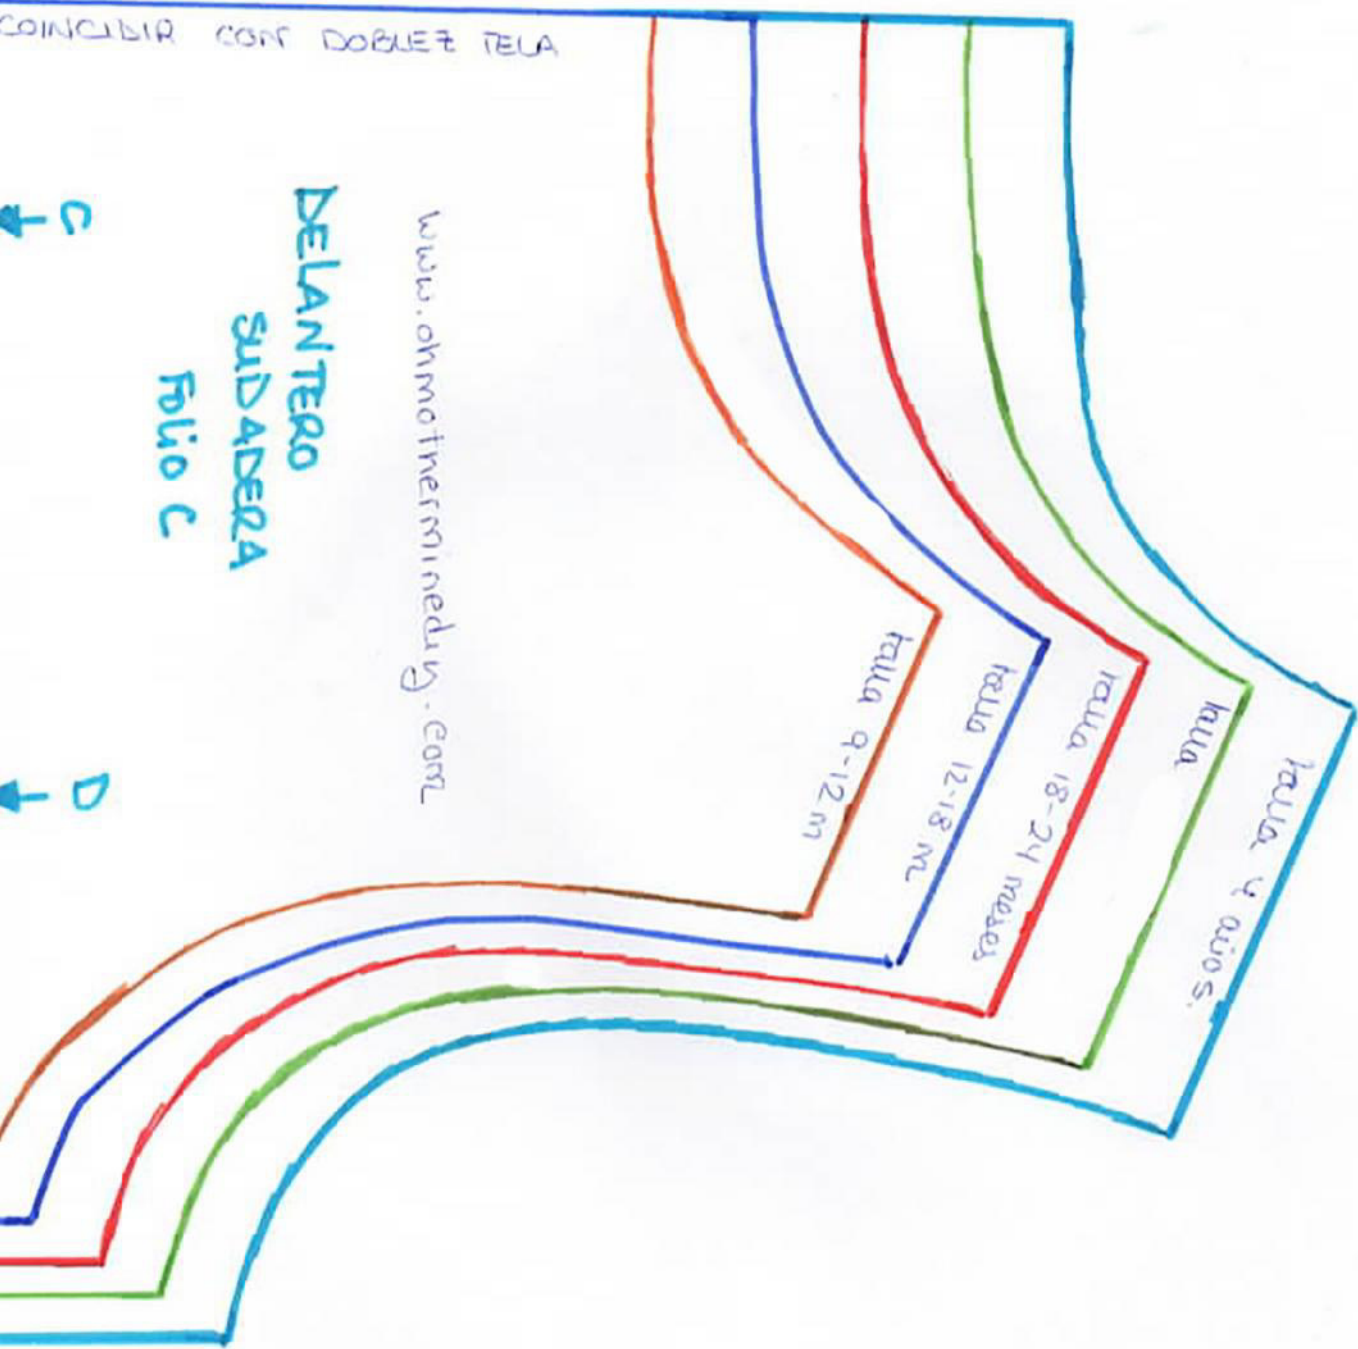 COINCIDIR CON DOBLEZ TELA
C
DELANTERO
SUDADERA
Folio C
www.ohmotherminediy.com
D
talla 9-12 m
talla 12-18 m
talla 18-24 meses
talla
talla 4 años.